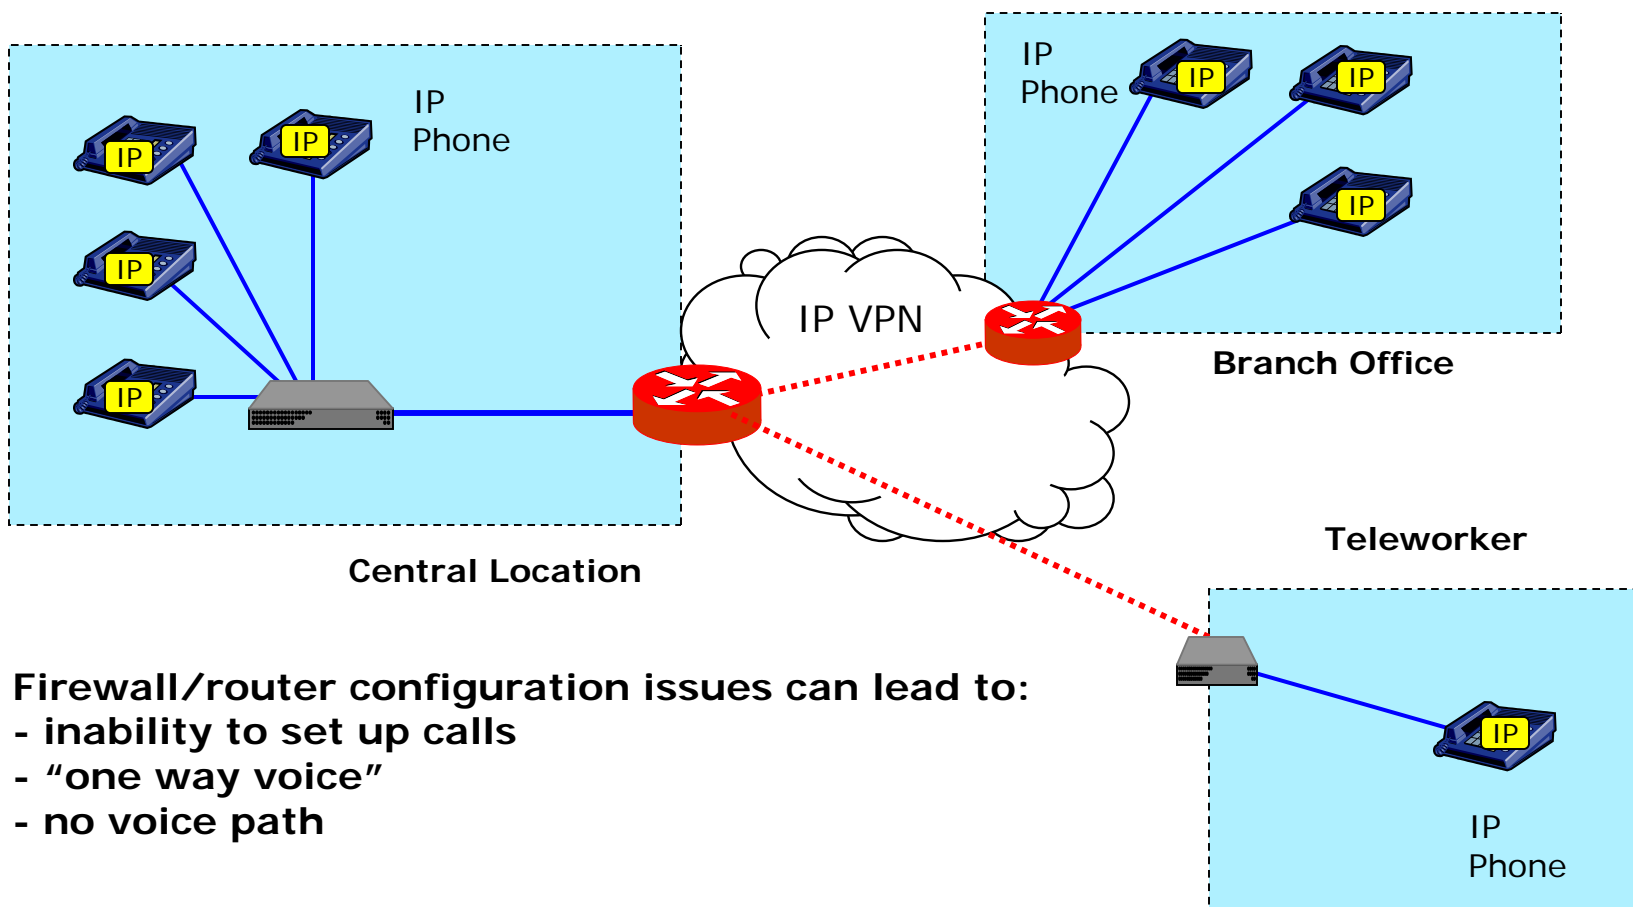 IP
Phone
IP
IP
IP
IP
IP
Phone
IP
IP
IP
IP VPN
Branch Office
Central Location
Teleworker
Firewall/router configuration issues can lead to:
- inability to set up calls
- “one way voice”
- no voice path
IP
IP
Phone